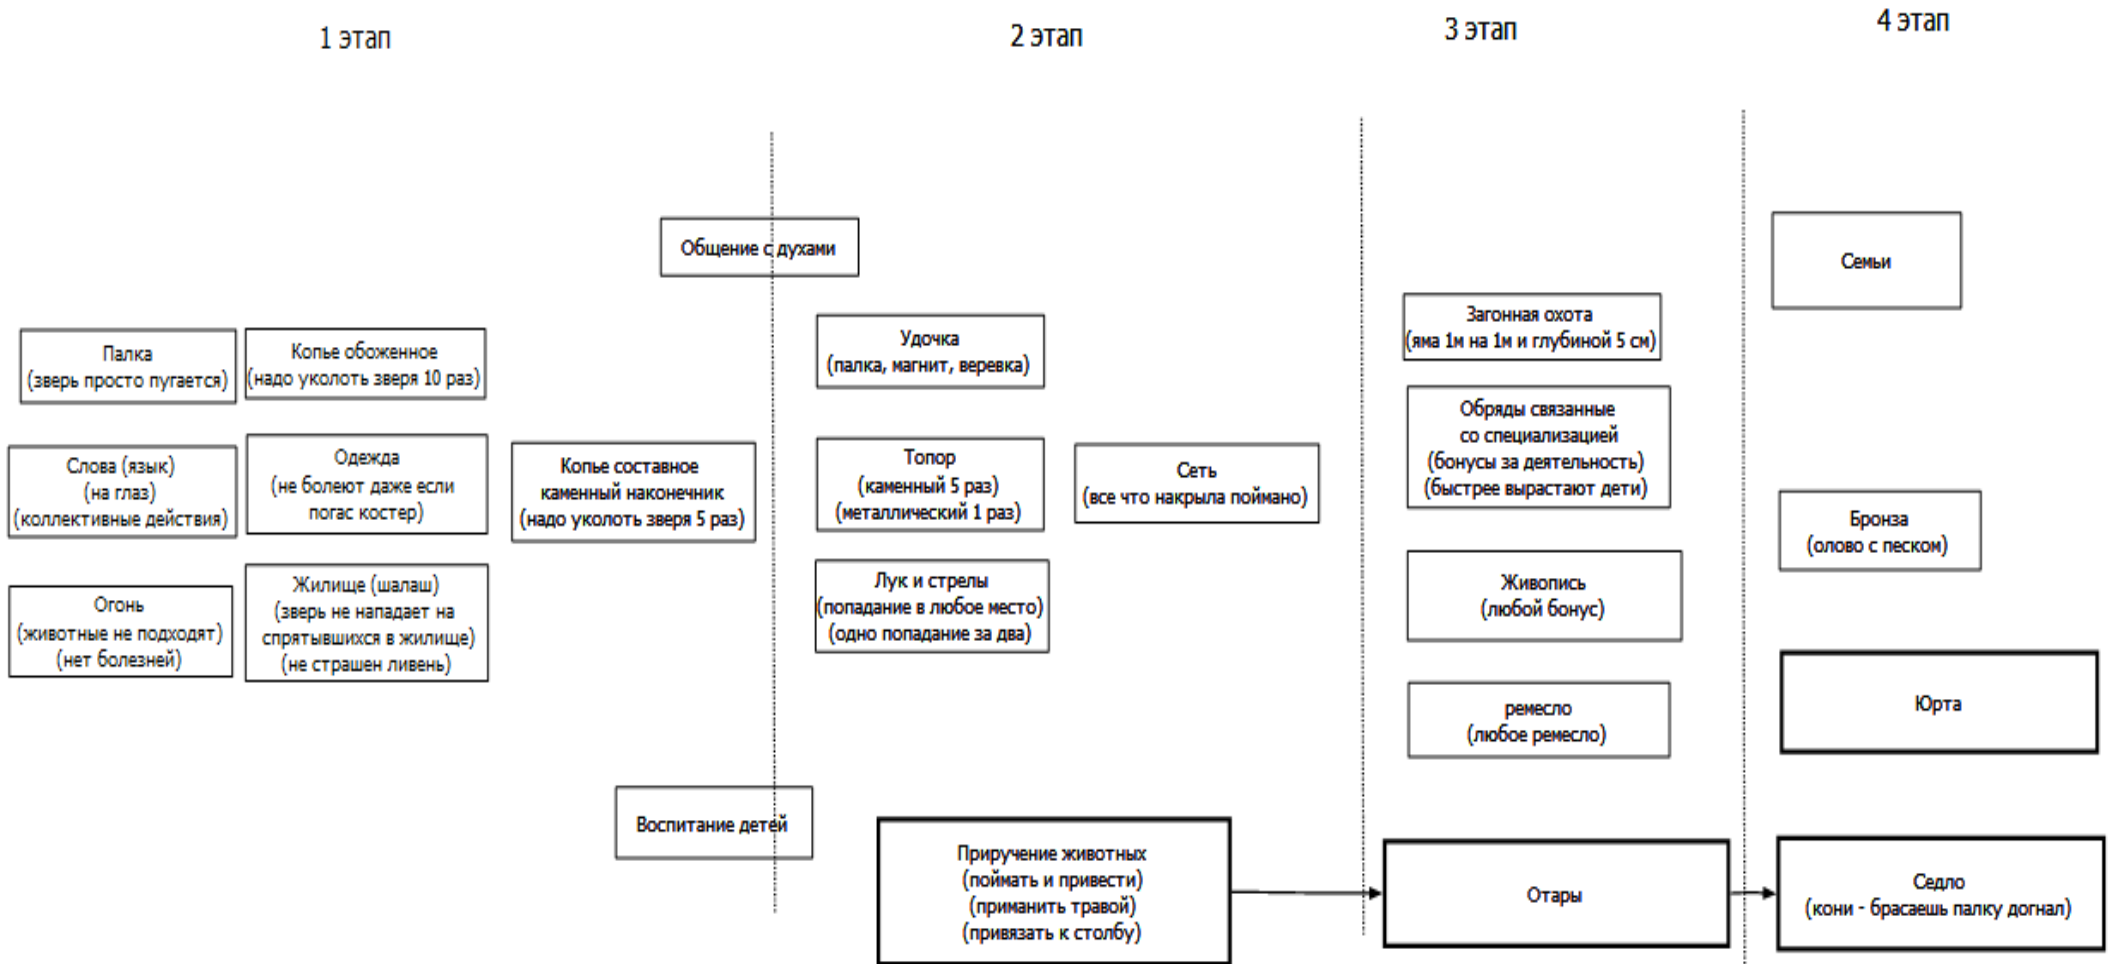 1 этап
2 этап
3 этап
4 этап
Общение с духами
Палка
(зверь просто пугается)
Копье обоженное
(надо уколоть зверя 10 раз)
Слова (язык)
(на глаз)
(коллективные действия)
Одежда
(не болеют даже если
погас костер)
Копье составное
каменный наконечник
(надо уколоть зверя 5 раз)
Огонь
(животные не подходят)
(нет болезней)
Жилище (шалаш)
(зверь не нападает на
спрятывшихся в жилище)
(не страшен ливень)
Воспитание детей
Удочка
(палка, магнит, веревка)
Топор
(каменный 5 раз)
(металлический 1 раз)
Сеть
(все что накрыла поймано)
Лук и стрелы
(попадание в любое место)
(одно попадание за два)
Приручение животных
(поймать и привести)
(приманить травой)
(привязать к столбу)
Загонная охота
(яма 1м на 1м и глубиной 5 см)
Обряды связанные
со специализацией
(бонусы за деятельность)
(быстрее вырастают дети)
Живопись
(любой бонус)
ремесло
(любое ремесло)
Отары
Семьи
Бронза
(олово с песком)
Юрта
Седло
(кони - брасаешь палку догнал)